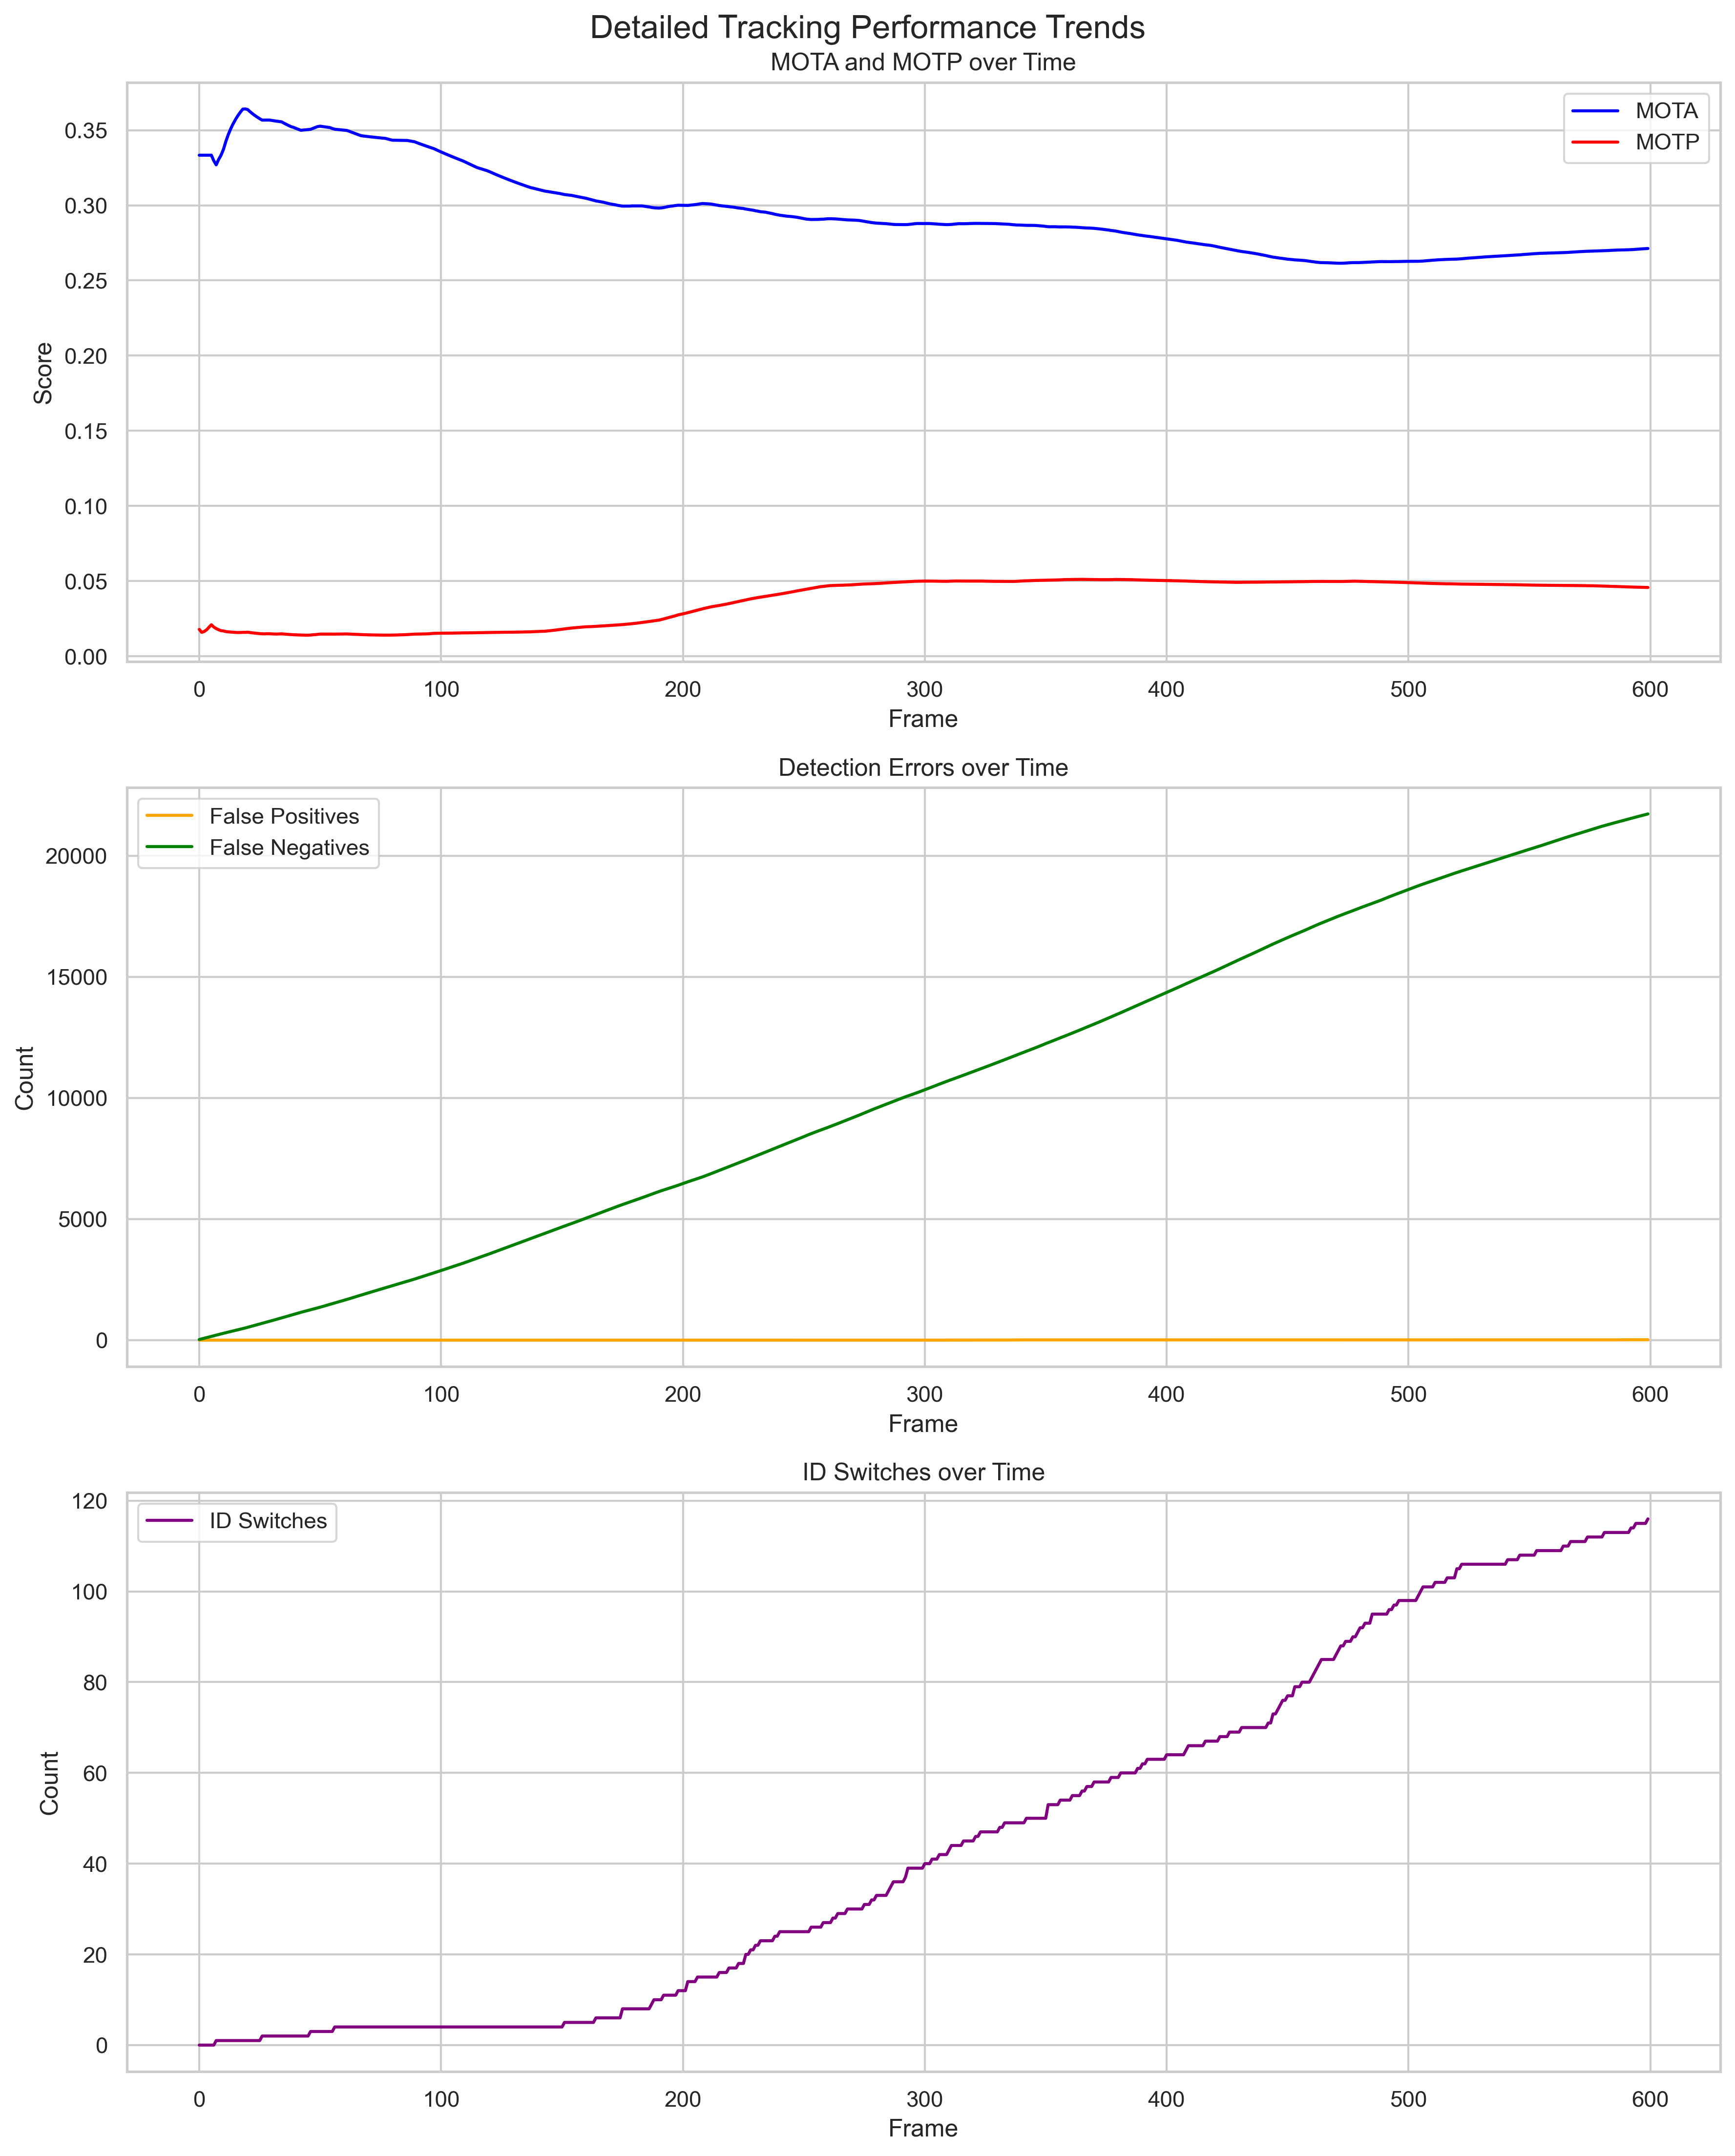 Detailed Tracking Performance Trends
MOTA and MOTP over Time
MOTA
MOTP
0.35
0.30
0.25
0.20
0.15
0.10
0.05
0.00
Score
0 100 200 300 400 500 600
Frame
Detection Errors over Time
False Positives
False Negatives
20000
15000
10000
5000
0
Count
0 100 200 300 400 500 600
Frame
ID Switches over Time
ID Switches
120
100
80
60
40
20
0
Count
0 100 200 300 400 500 600
Frame